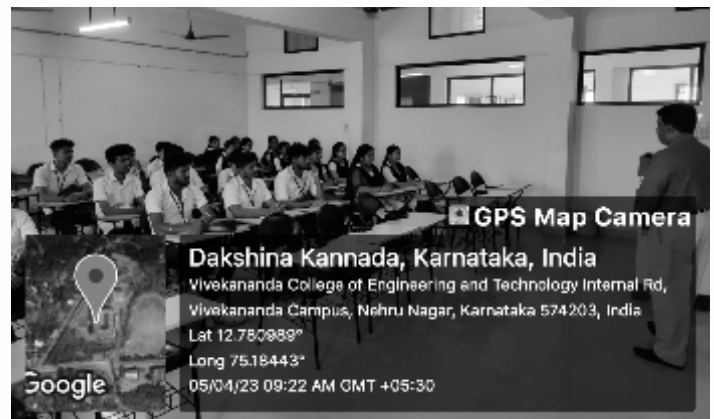 GPS Map Camera
Dakshina Kannada, Karnataka, India
Vivekananda College of Engineering and Technology Internal Rd,
Vivekananda Campus, Nehru Nagar, Karnataka 574203, India
Lat 12.780989°
Long 75.18443°
05/04/23 09:22 AM GMT +05:30
Google